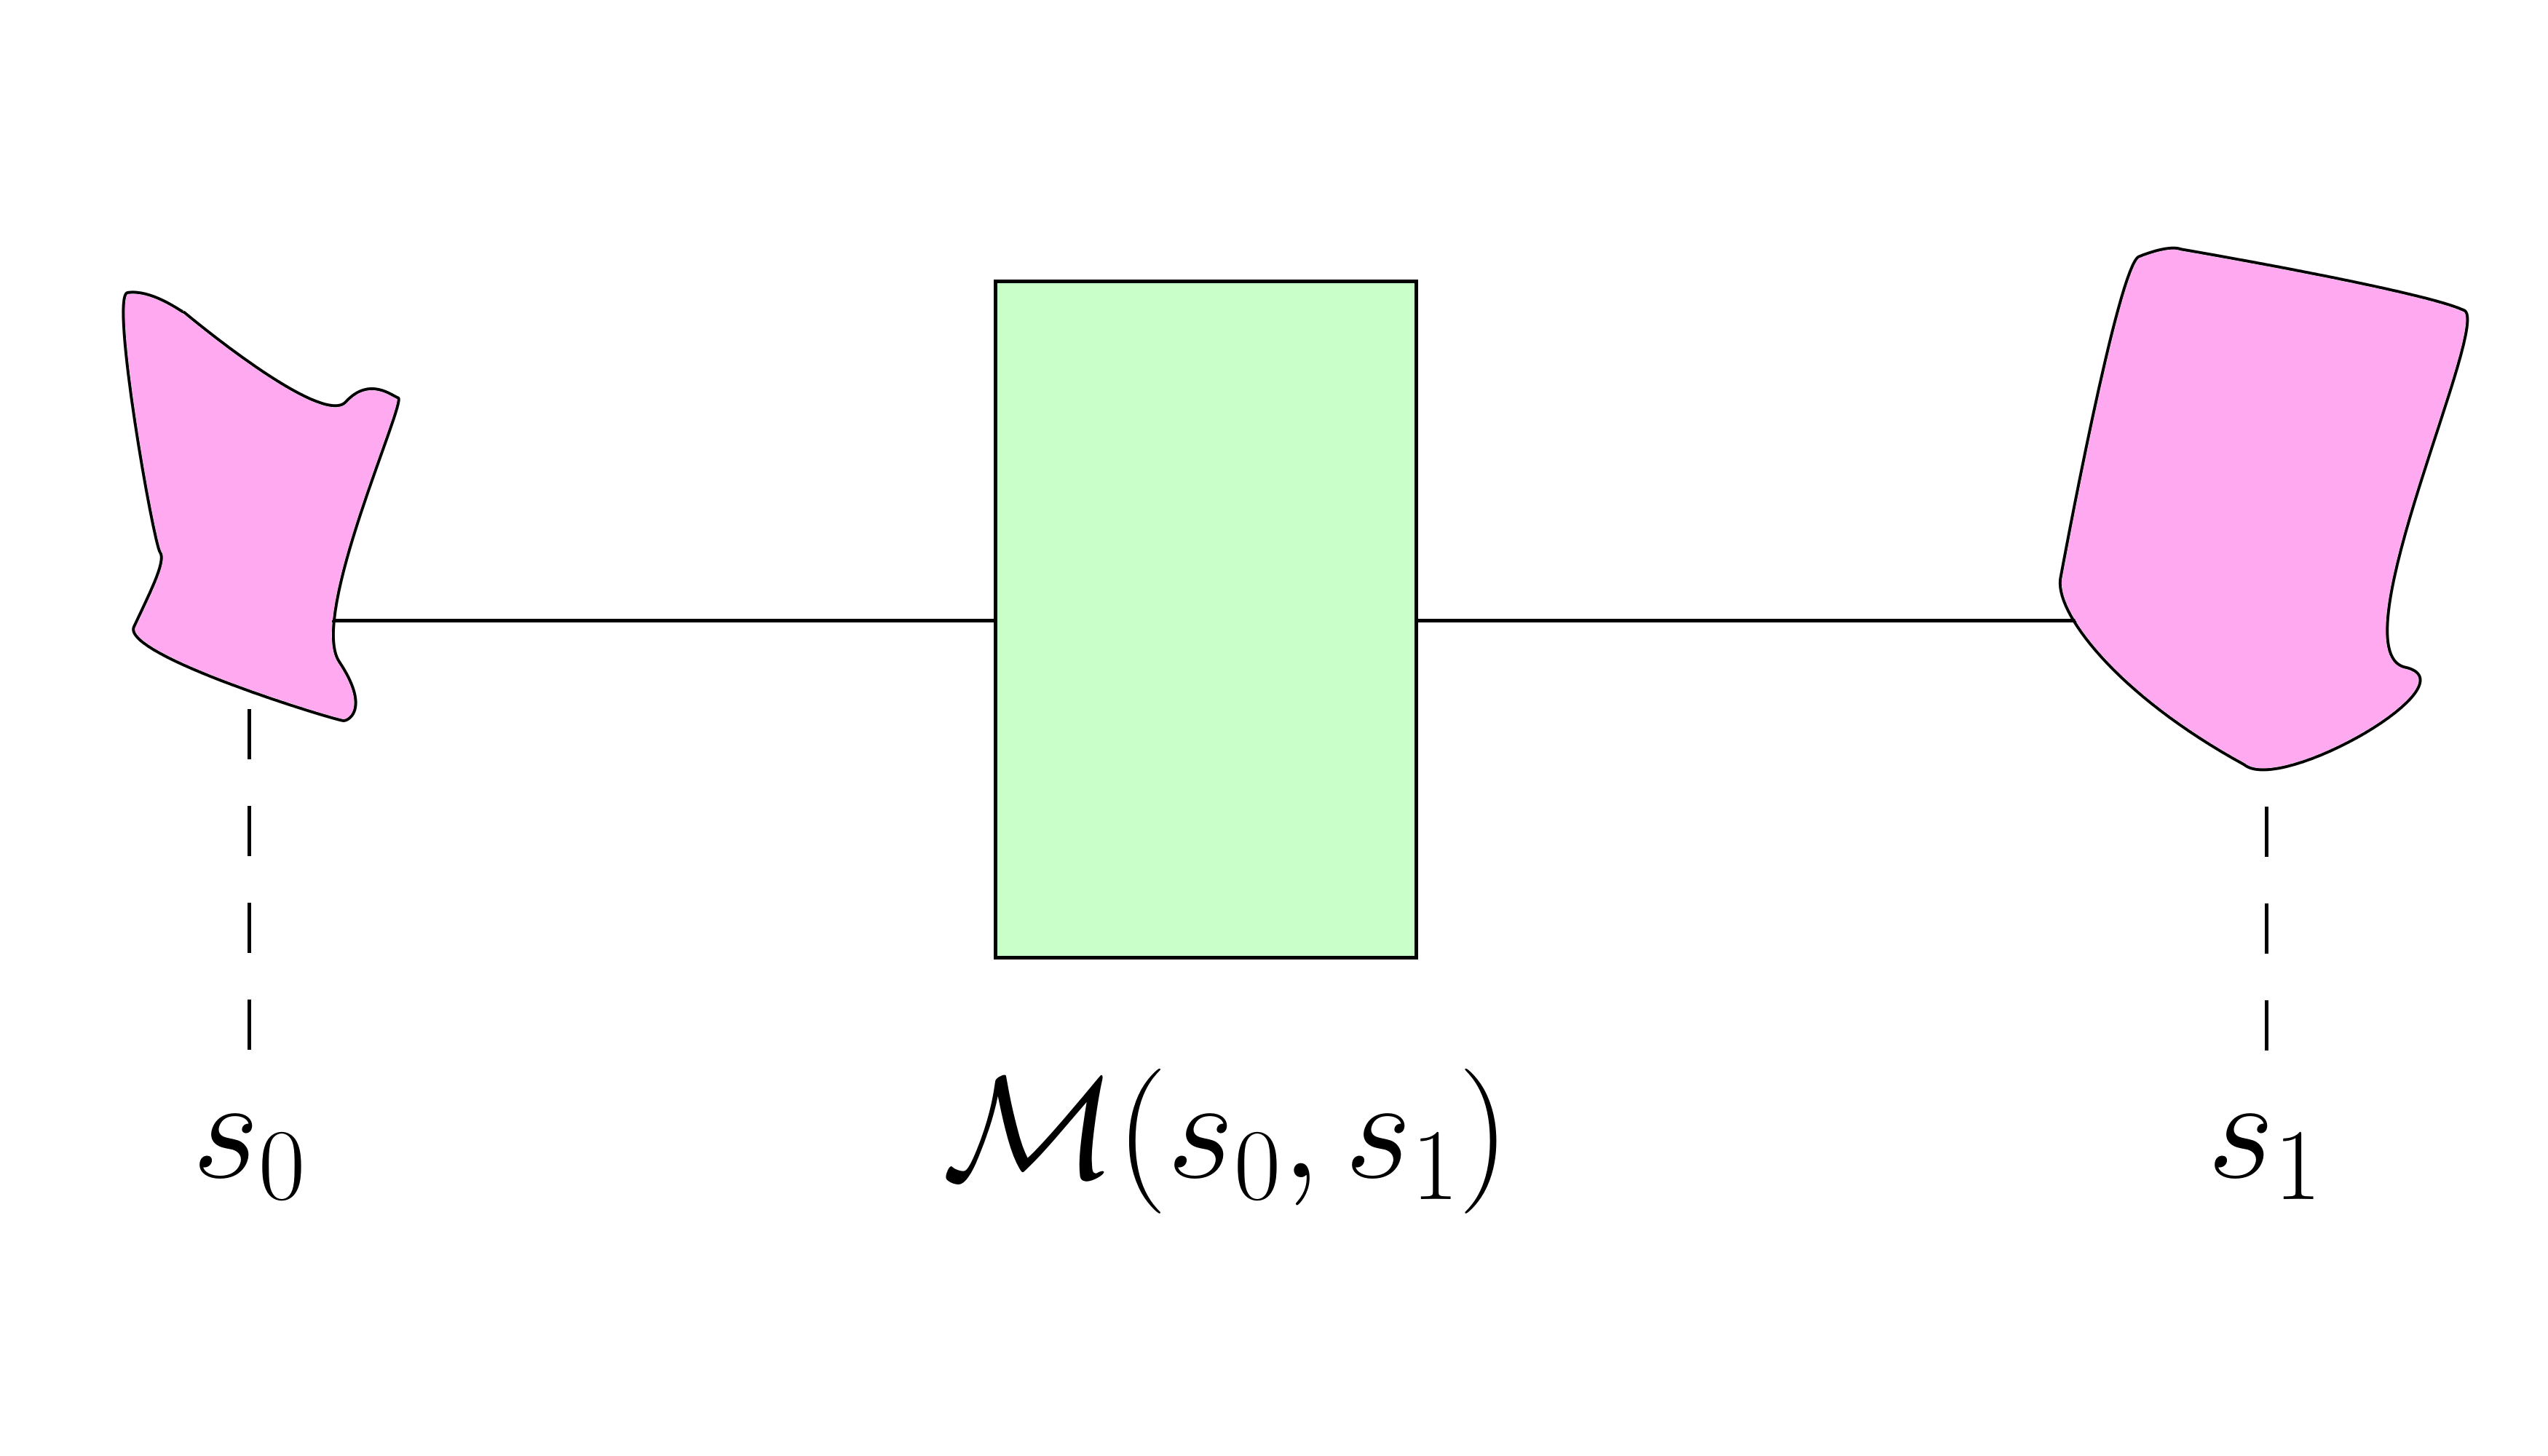 s₀ ℳ(s₀, s₁) s₁